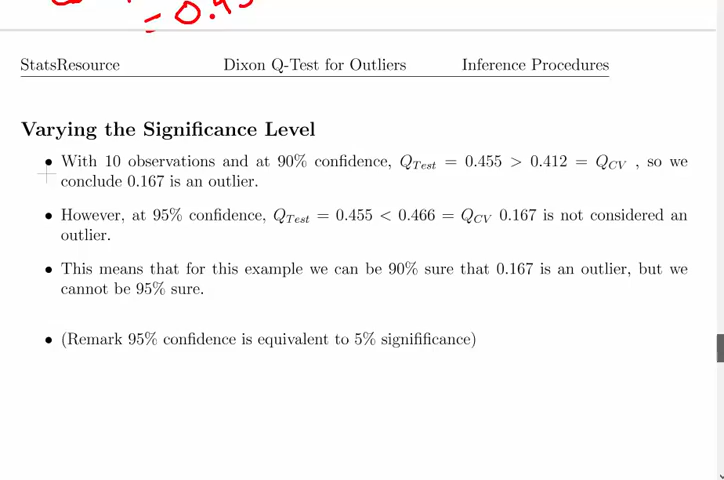 = 0.45
StatsResource Dixon Q-Test for Outliers Inference Procedures
Varying the Significance Level
• With 10 observations and at 90% confidence, Q_Test = 0.455 > 0.412 = Q_CV , so we
conclude 0.167 is an outlier.
• However, at 95% confidence, Q_Test = 0.455 < 0.466 = Q_CV 0.167 is not considered an
outlier.
• This means that for this example we can be 90% sure that 0.167 is an outlier, but we
cannot be 95% sure.
• (Remark 95% confidence is equivalent to 5% signifificance)